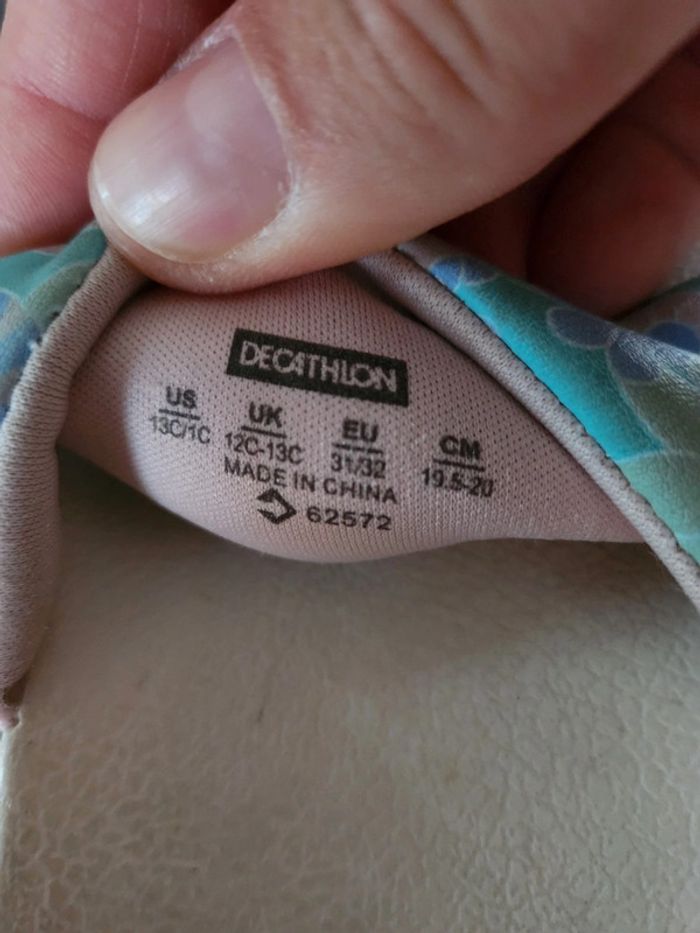 DECATHLON
US UK EU CM
13C/1C 12C-13C 31/32 19.5-20
MADE IN CHINA
62572